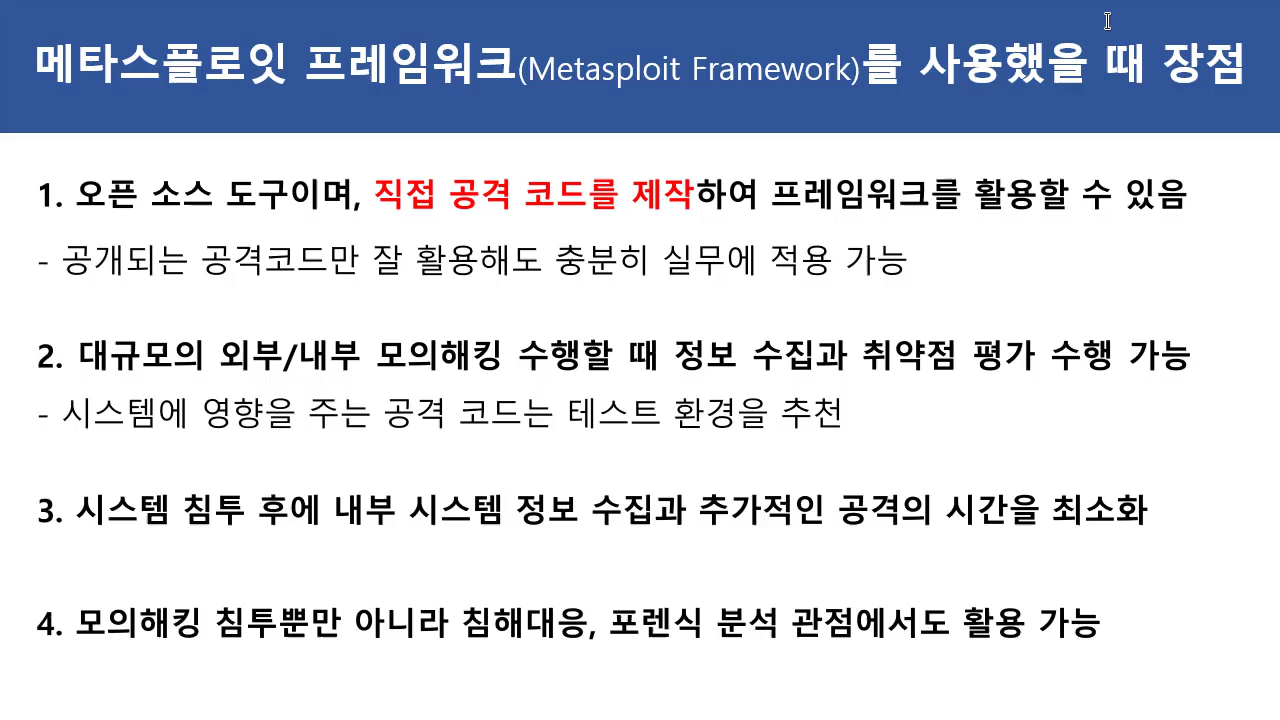 메타스플로잇 프레임워크(Metasploit Framework)를 사용했을 때 장점
1. 오픈 소스 도구이며, 직접 공격 코드를 제작하여 프레임워크를 활용할 수 있음
- 공개되는 공격코드만 잘 활용해도 충분히 실무에 적용 가능
2. 대규모의 외부/내부 모의해킹 수행할 때 정보 수집과 취약점 평가 수행 가능
- 시스템에 영향을 주는 공격 코드는 테스트 환경을 추천
3. 시스템 침투 후에 내부 시스템 정보 수집과 추가적인 공격의 시간을 최소화
4. 모의해킹 침투뿐만 아니라 침해대응, 포렌식 분석 관점에서도 활용 가능